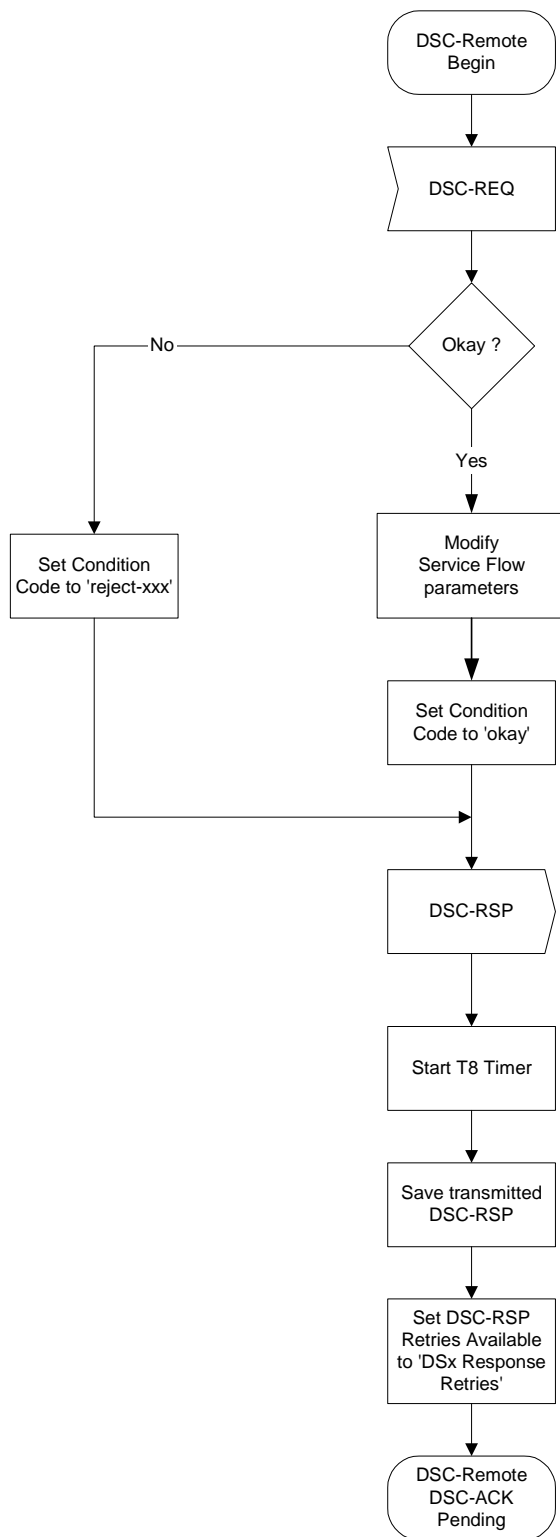 DSC-Remote
Begin
DSC-REQ
Okay ?
No
Yes
Set Condition
Code to 'reject-xxx'
Modify
Service Flow
parameters
Set Condition
Code to 'okay'
DSC-RSP
Start T8 Timer
Save transmitted
DSC-RSP
Set DSC-RSP
Retries Available
to 'DSx Response
Retries'
DSC-Remote
DSC-ACK
Pending